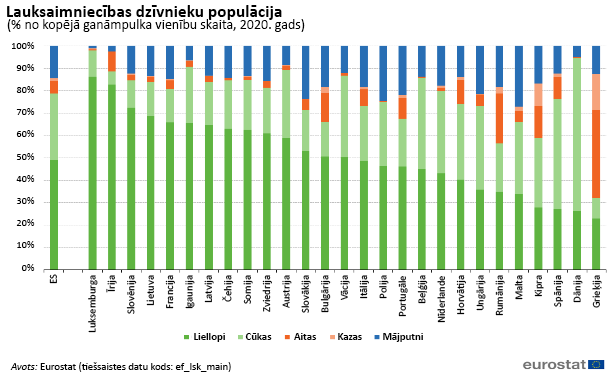 Lauksaimniecības dzīvnieku populācija
(% no kopējā ganāmpulka vienību skaita, 2020. gads)
100%
90%
80%
70%
60%
50%
40%
30%
20%
10%
0%
ES
Luksemburga
Īrija
Slovēnija
Lietuva
Francija
Igaunija
Latvija
Čehija
Somija
Zviedrija
Austrija
Slovākija
Bulgārija
Vācija
Itālija
Polija
Portugāle
Beļģija
Nīderlande
Horvātija
Ungārija
Rumānija
Malta
Kipra
Spānija
Dānija
Grieķija
Liellopi
Cūkas
Aitas
Kazas
Mājputni
Avots: Eurostat (tiešsaistes datu kods: ef_lsk_main)
eurostat